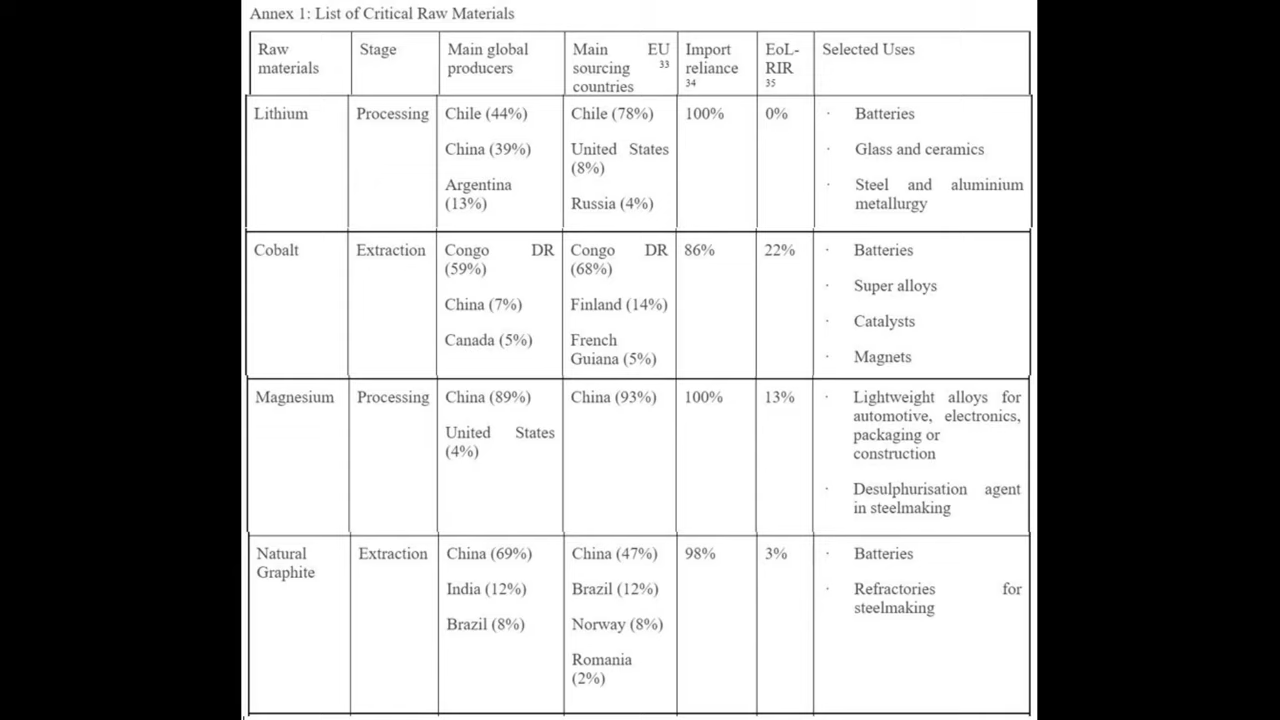 Annex 1: List of Critical Raw Materials
Raw materials
Stage
Main global producers
Main EU sourcing countries 33
Import reliance 34
EoL-RIR 35
Selected Uses
Lithium
Processing
Chile (44%)
China (39%)
Argentina (13%)
Chile (78%)
United States (8%)
Russia (4%)
100%
0%
· Batteries
· Glass and ceramics
· Steel and aluminium metallurgy
Cobalt
Extraction
Congo DR (59%)
China (7%)
Canada (5%)
Congo DR (68%)
Finland (14%)
French Guiana (5%)
86%
22%
· Batteries
· Super alloys
· Catalysts
· Magnets
Magnesium
Processing
China (89%)
United States (4%)
China (93%)
100%
13%
· Lightweight alloys for automotive, electronics, packaging or construction
· Desulphurisation agent in steelmaking
Natural Graphite
Extraction
China (69%)
India (12%)
Brazil (8%)
China (47%)
Brazil (12%)
Norway (8%)
Romania (2%)
98%
3%
· Batteries
· Refractories for steelmaking